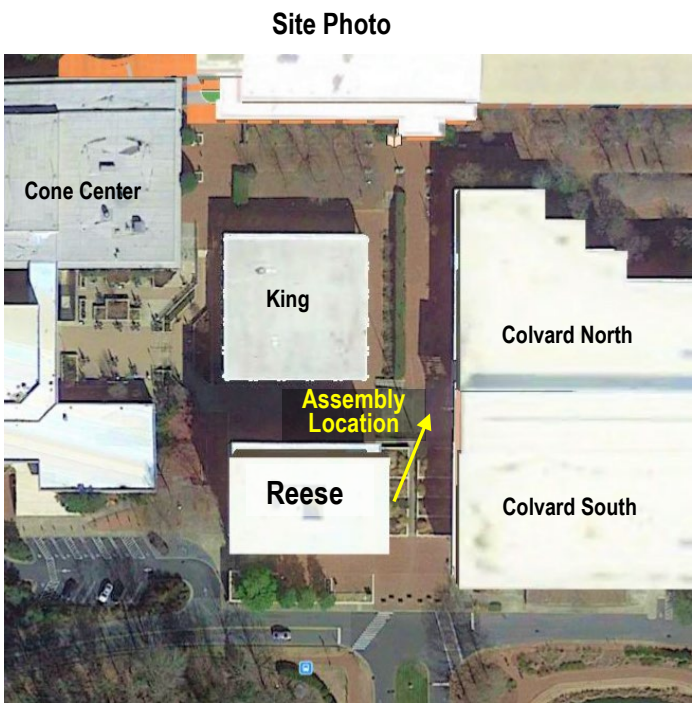 Site Photo
Cone Center
King
Colvard North
Assembly
Location
Reese
Colvard South